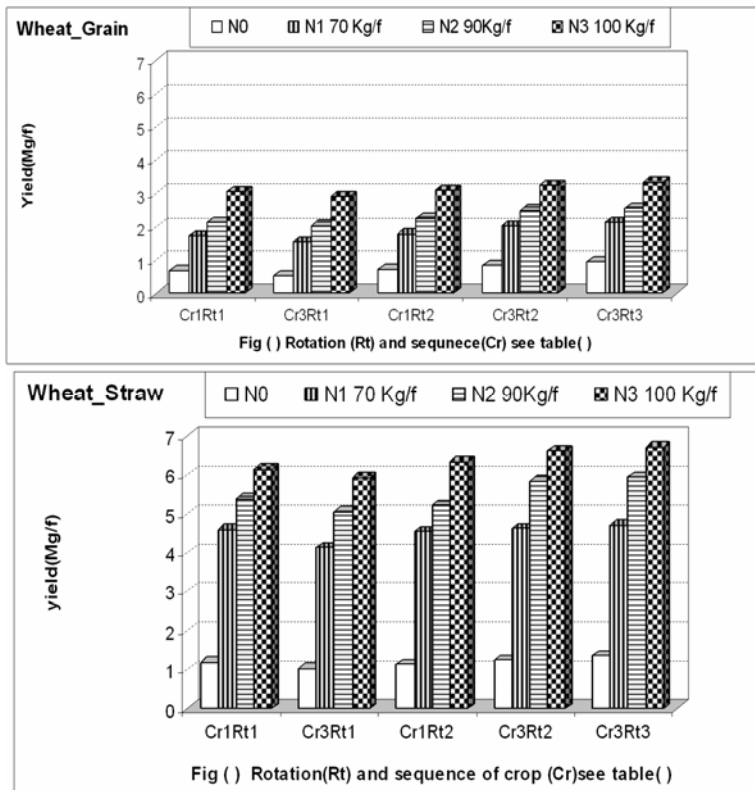 Wheat_Grain
N0 N1 70 Kg/f N2 90Kg/f N3 100 Kg/f
Yield(Mg/f)
7
6
5
4
3
2
1
0
Cr1Rt1 Cr3Rt1 Cr1Rt2 Cr3Rt2 Cr3Rt3
Fig ( ) Rotation (Rt) and sequnece(Cr) see table( )
Wheat_Straw
N0 N1 70 Kg/f N2 90Kg/f N3 100 Kg/f
yield(Mg/f)
7
6
5
4
3
2
1
0
Cr1Rt1 Cr3Rt1 Cr1Rt2 Cr3Rt2 Cr3Rt3
Fig ( ) Rotation(Rt) and sequence of crop (Cr)see table( )